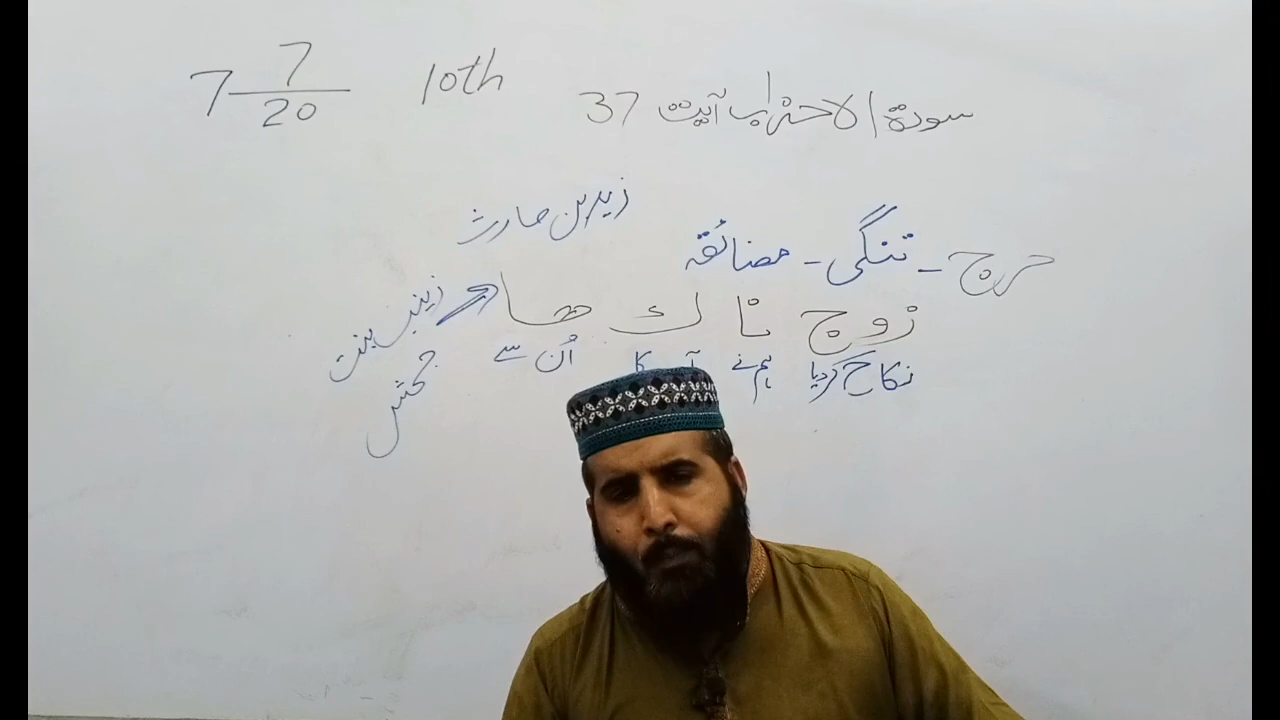 سورۃ الاحزاب آیت 37
10th
7 7/20
زید بن حارث
حرج - تنگی - مضائقہ
زوج نا ك ها
نکاح کردیا ہم نے آپ کا اُن سے
زینب بنت
جحش